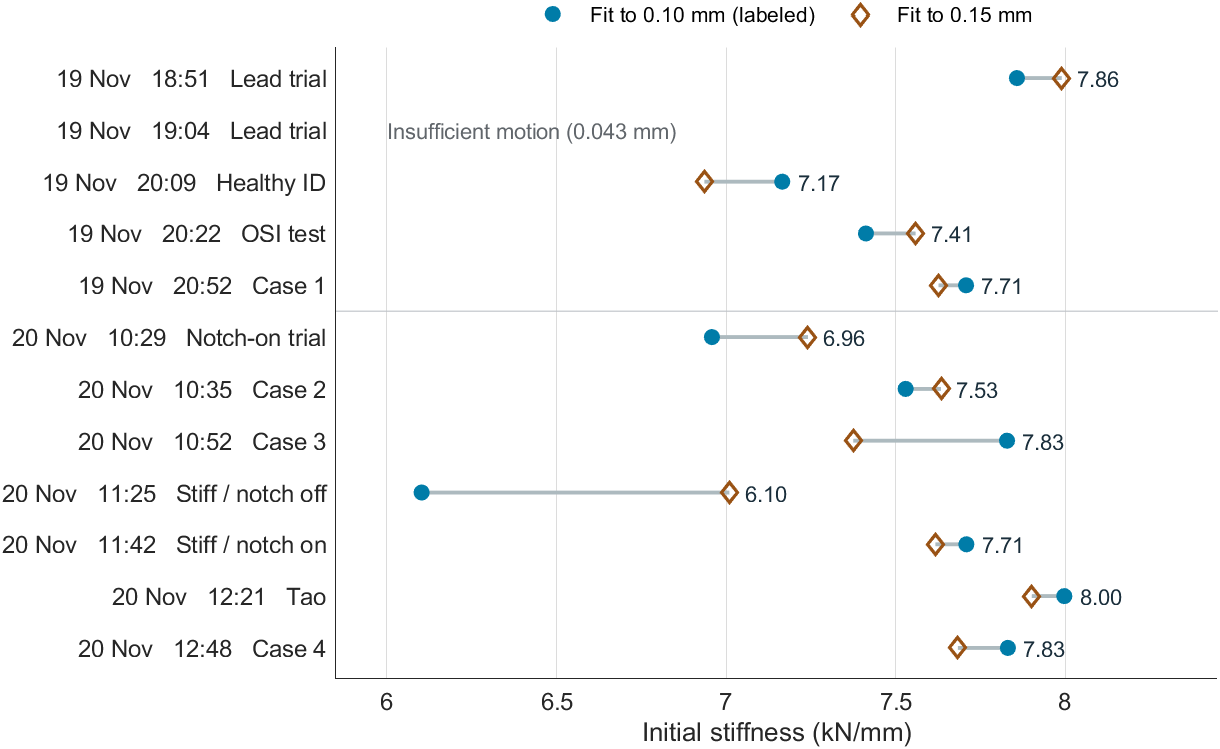 Fit to 0.10 mm (labeled) Fit to 0.15 mm
19 Nov 18:51 Lead trial 7.86
19 Nov 19:04 Lead trial Insufficient motion (0.043 mm)
19 Nov 20:09 Healthy ID 7.17
19 Nov 20:22 OSI test 7.41
19 Nov 20:52 Case 1 7.71
20 Nov 10:29 Notch-on trial 6.96
20 Nov 10:35 Case 2 7.53
20 Nov 10:52 Case 3 7.83
20 Nov 11:25 Stiff / notch off 6.10
20 Nov 11:42 Stiff / notch on 7.71
20 Nov 12:21 Tao 8.00
20 Nov 12:48 Case 4 7.83
6 6.5 7 7.5 8
Initial stiffness (kN/mm)